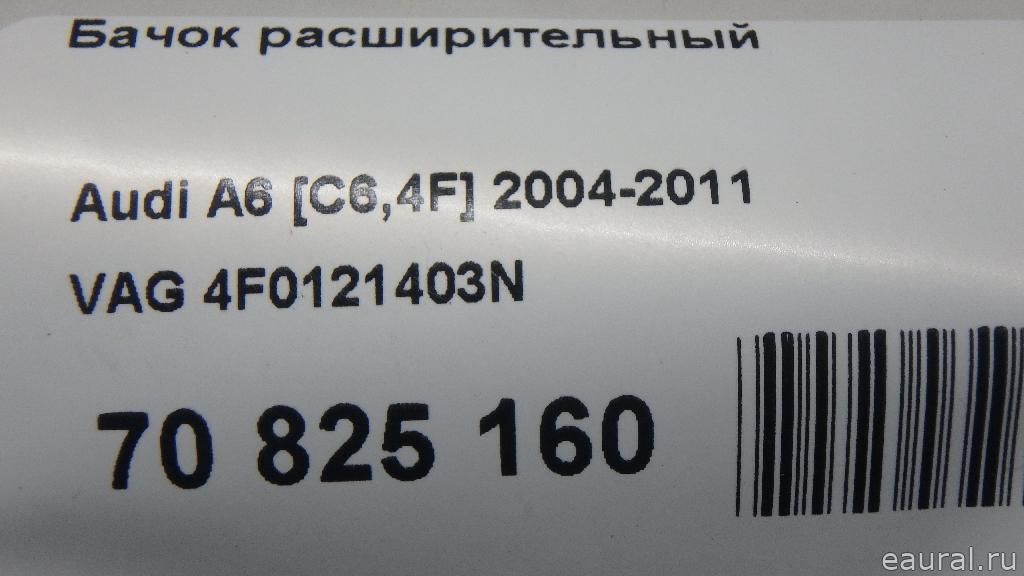 Бачок расширительный
Audi A6 [C6,4F] 2004-2011
VAG 4F0121403N
70 825 160
eaural.ru